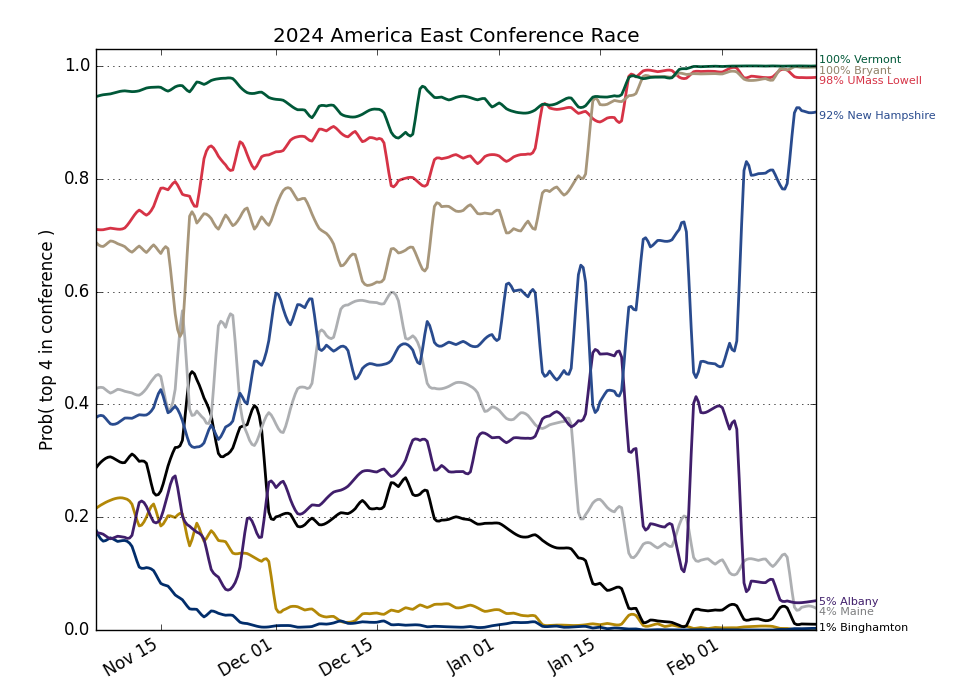 2024 America East Conference Race
Prob( top 4 in conference )
1.0
0.8
0.6
0.4
0.2
0.0
Nov 15
Dec 01
Dec 15
Jan 01
Jan 15
Feb 01
100% Vermont
100% Bryant
98% UMass Lowell
92% New Hampshire
5% Albany
4% Maine
1% Binghamton